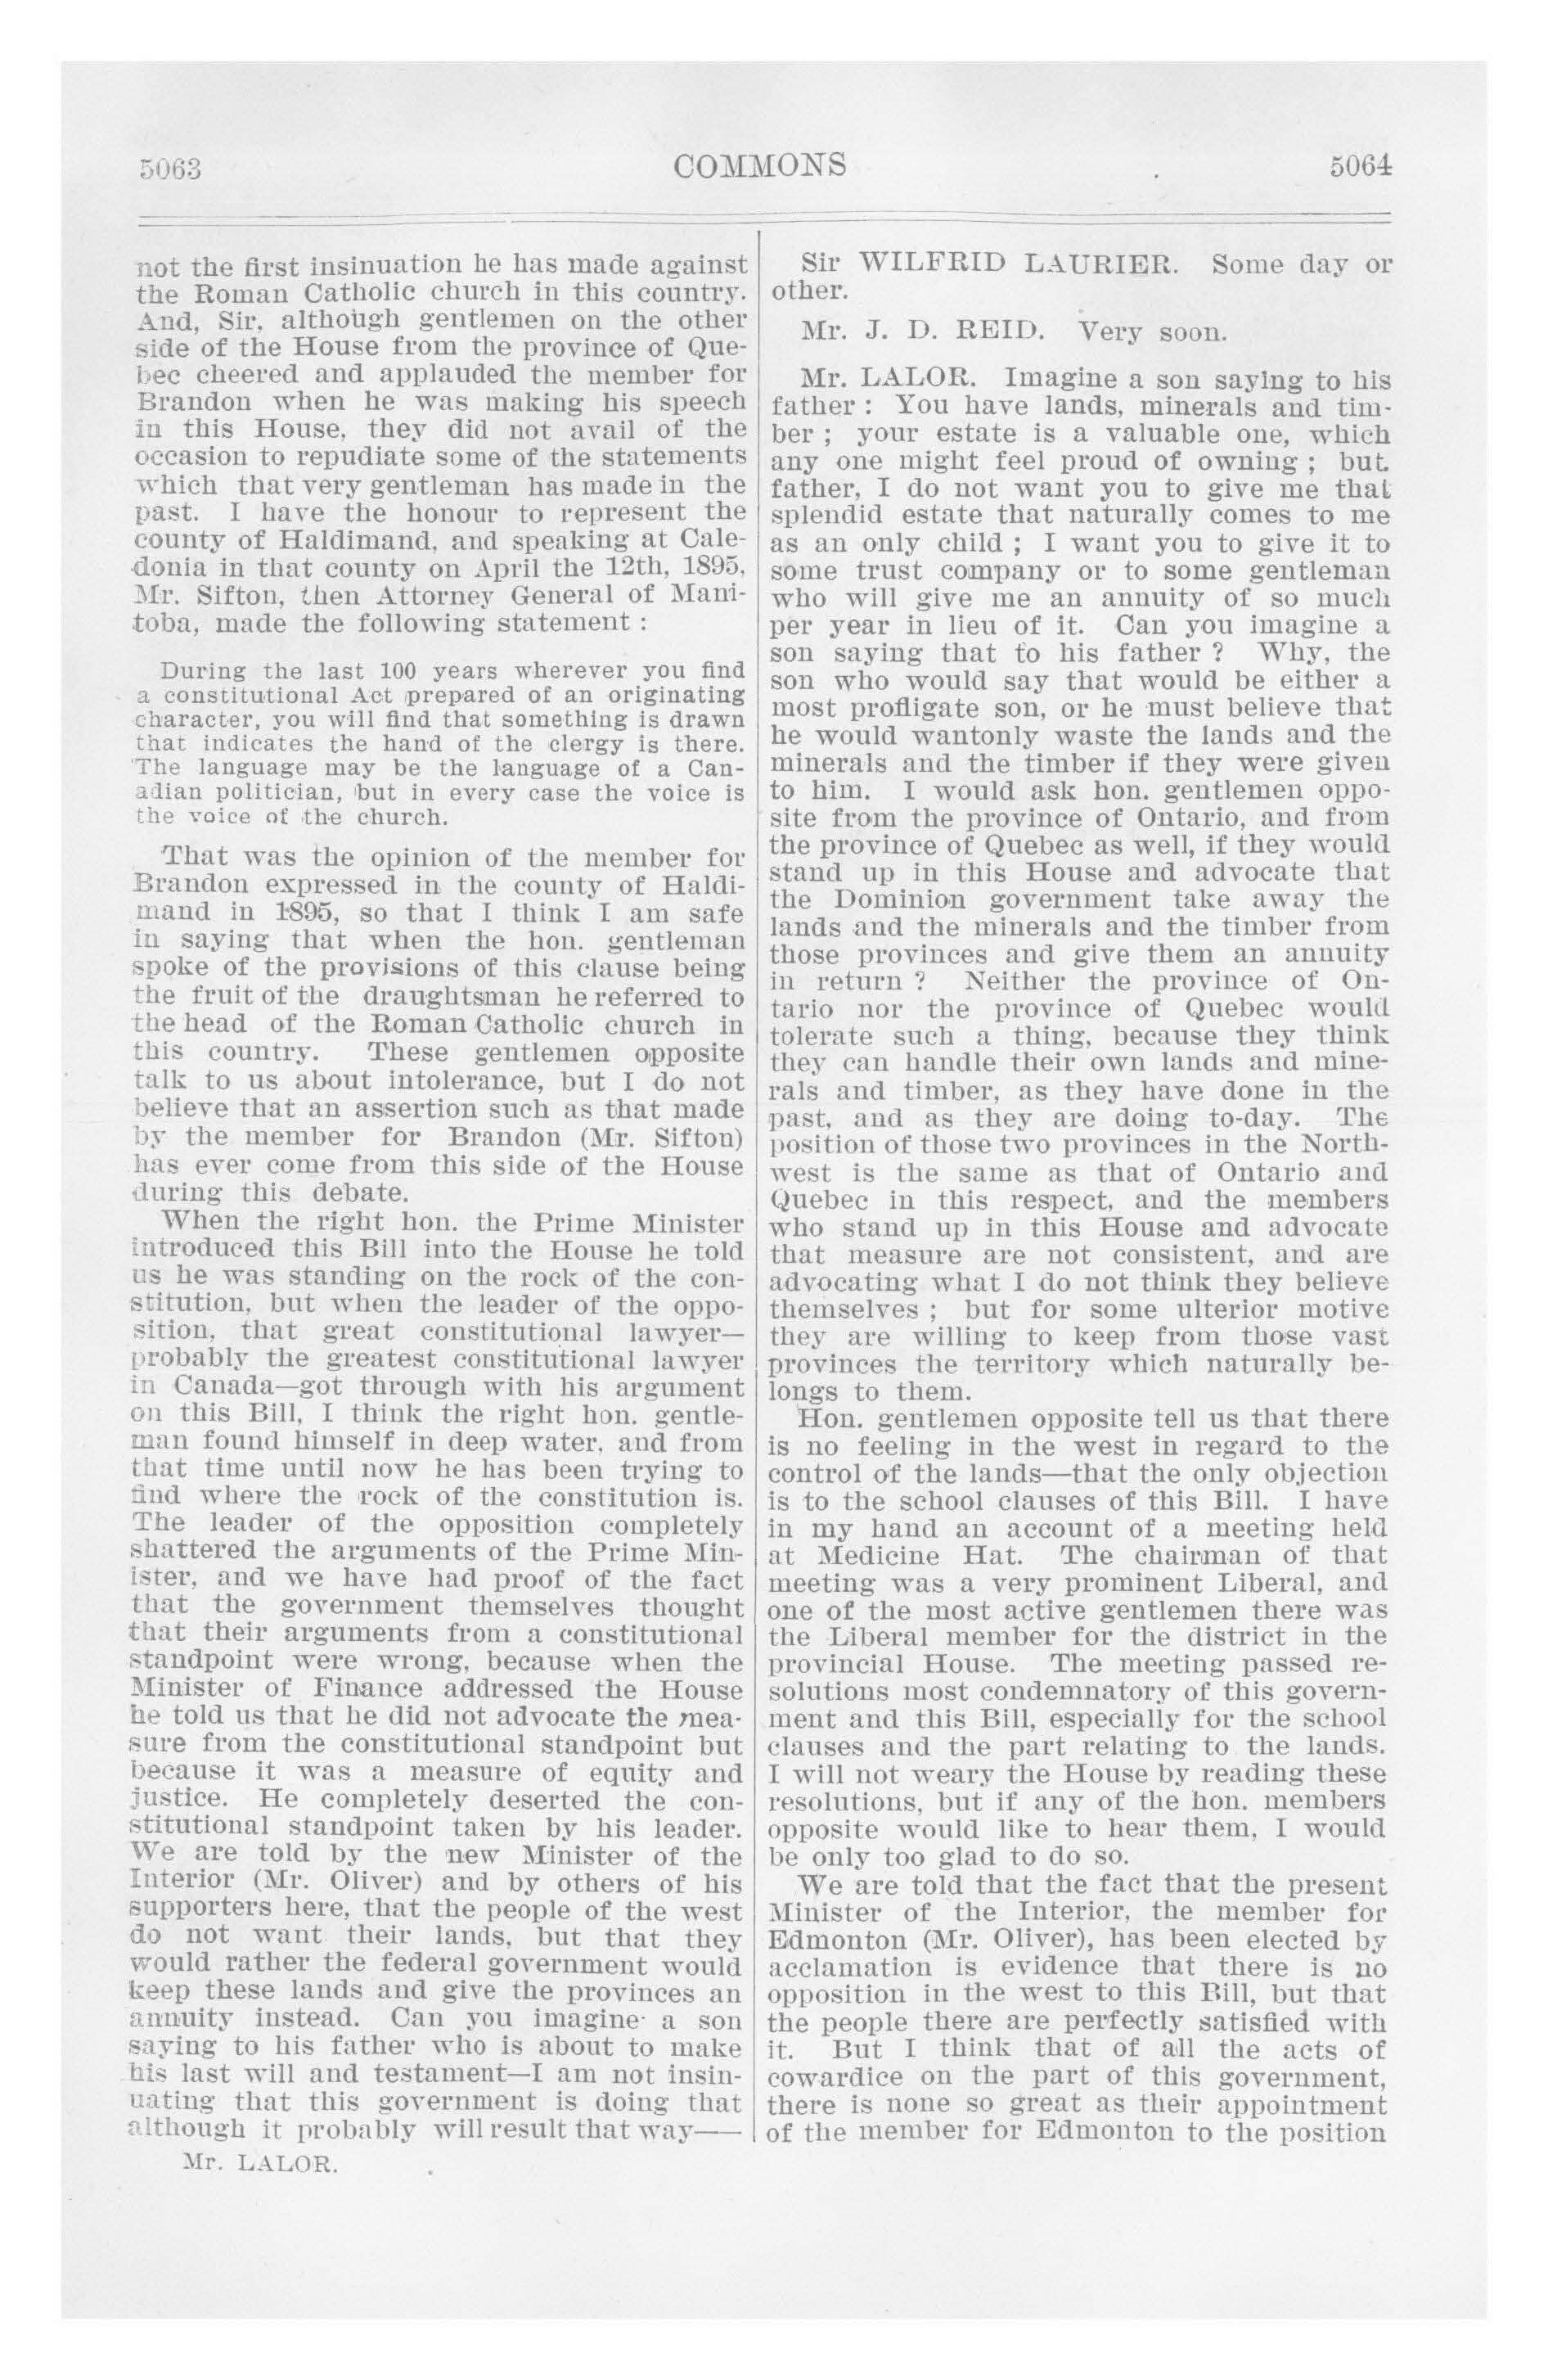 5063
COMMONS
5064
not the first insinuation he has made against
the Roman Catholic church in this country.
And, Sir, although gentlemen on the other
side of the House from the province of Que-
bec cheered and applauded the member for
Brandon when he was making his speech
in this House, they did not avail of the
occasion to repudiate some of the statements
which that very gentleman has made in the
past. I have the honour to represent the
county of Haldimand, and speaking at Cale-
donia in that county on April the 12th, 1895,
Mr. Sifton, then Attorney General of Mani-
toba, made the following statement :
During the last 100 years wherever you find
a constitutional Act prepared of an originating
character, you will find that something is drawn
that indicates the hand of the clergy is there.
The language may be the language of a Can-
adian politician, but in every case the voice is
the voice of the church.
That was the opinion of the member for
Brandon expressed in the county of Haldi-
mand in 1895, so that I think I am safe
in saying that when the hon. gentleman
spoke of the provisions of this clause being
the fruit of the draughtsman he referred to
the head of the Roman Catholic church in
this country. These gentlemen opposite
talk to us about intolerance, but I do not
believe that an assertion such as that made
by the member for Brandon (Mr. Sifton)
has ever come from this side of the House
during this debate.
When the right hon. the Prime Minister
introduced this Bill into the House he told
us he was standing on the rock of the con-
stitution, but when the leader of the oppo-
sition, that great constitutional lawyer—
probably the greatest constitutional lawyer
in Canada—got through with his argument
on this Bill, I think the right hon. gentle-
man found himself in deep water, and from
that time until now he has been trying to
find where the rock of the constitution is.
The leader of the opposition completely
shattered the arguments of the Prime Min-
ister, and we have had proof of the fact
that the government themselves thought
that their arguments from a constitutional
standpoint were wrong, because when the
Minister of Finance addressed the House
he told us that he did not advocate the mea-
sure from the constitutional standpoint but
because it was a measure of equity and
justice. He completely deserted the con-
stitutional standpoint taken by his leader.
We are told by the new Minister of the
Interior (Mr. Oliver) and by others of his
supporters here, that the people of the west
do not want their lands, but that they
would rather the federal government would
keep these lands and give the provinces an
annuity instead. Can you imagine a son
saying to his father who is about to make
his last will and testament—I am not insin-
uating that this government is doing that
although it probably will result that way——
Mr. LALOR.
Sir WILFRID LAURIER. Some day or
other.
Mr. J. D. REID. Very soon.
Mr. LALOR. Imagine a son saying to his
father : You have lands, minerals and tim-
ber ; your estate is a valuable one, which
any one might feel proud of owning ; but
father, I do not want you to give me that
splendid estate that naturally comes to me
as an only child ; I want you to give it to
some trust company or to some gentleman
who will give me an annuity of so much
per year in lieu of it. Can you imagine a
son saying that to his father ? Why, the
son who would say that would be either a
most profligate son, or he must believe that
he would wantonly waste the lands and the
minerals and the timber if they were given
to him. I would ask hon. gentlemen oppo-
site from the province of Ontario, and from
the province of Quebec as well, if they would
stand up in this House and advocate that
the Dominion government take away the
lands and the minerals and the timber from
those provinces and give them an annuity
in return ? Neither the province of On-
tario nor the province of Quebec would
tolerate such a thing, because they think
they can handle their own lands and mine-
rals and timber, as they have done in the
past, and as they are doing to-day. The
position of those two provinces in the North-
west is the same as that of Ontario and
Quebec in this respect, and the members
who stand up in this House and advocate
that measure are not consistent, and are
advocating what I do not think they believe
themselves ; but for some ulterior motive
they are willing to keep from those vast
provinces the territory which naturally be-
longs to them.
Hon. gentlemen opposite tell us that there
is no feeling in the west in regard to the
control of the lands—that the only objection
is to the school clauses of this Bill. I have
in my hand an account of a meeting held
at Medicine Hat. The chairman of that
meeting was a very prominent Liberal, and
one of the most active gentlemen there was
the Liberal member for the district in the
provincial House. The meeting passed re-
solutions most condemnatory of this govern-
ment and this Bill, especially for the school
clauses and the part relating to the lands.
I will not weary the House by reading these
resolutions, but if any of the hon. members
opposite would like to hear them, I would
be only too glad to do so.
We are told that the fact that the present
Minister of the Interior, the member for
Edmonton (Mr. Oliver), has been elected by
acclamation is evidence that there is no
opposition in the west to this Bill, but that
the people there are perfectly satisfied with
it. But I think that of all the acts of
cowardice on the part of this government,
there is none so great as their appointment
of the member for Edmonton to the position